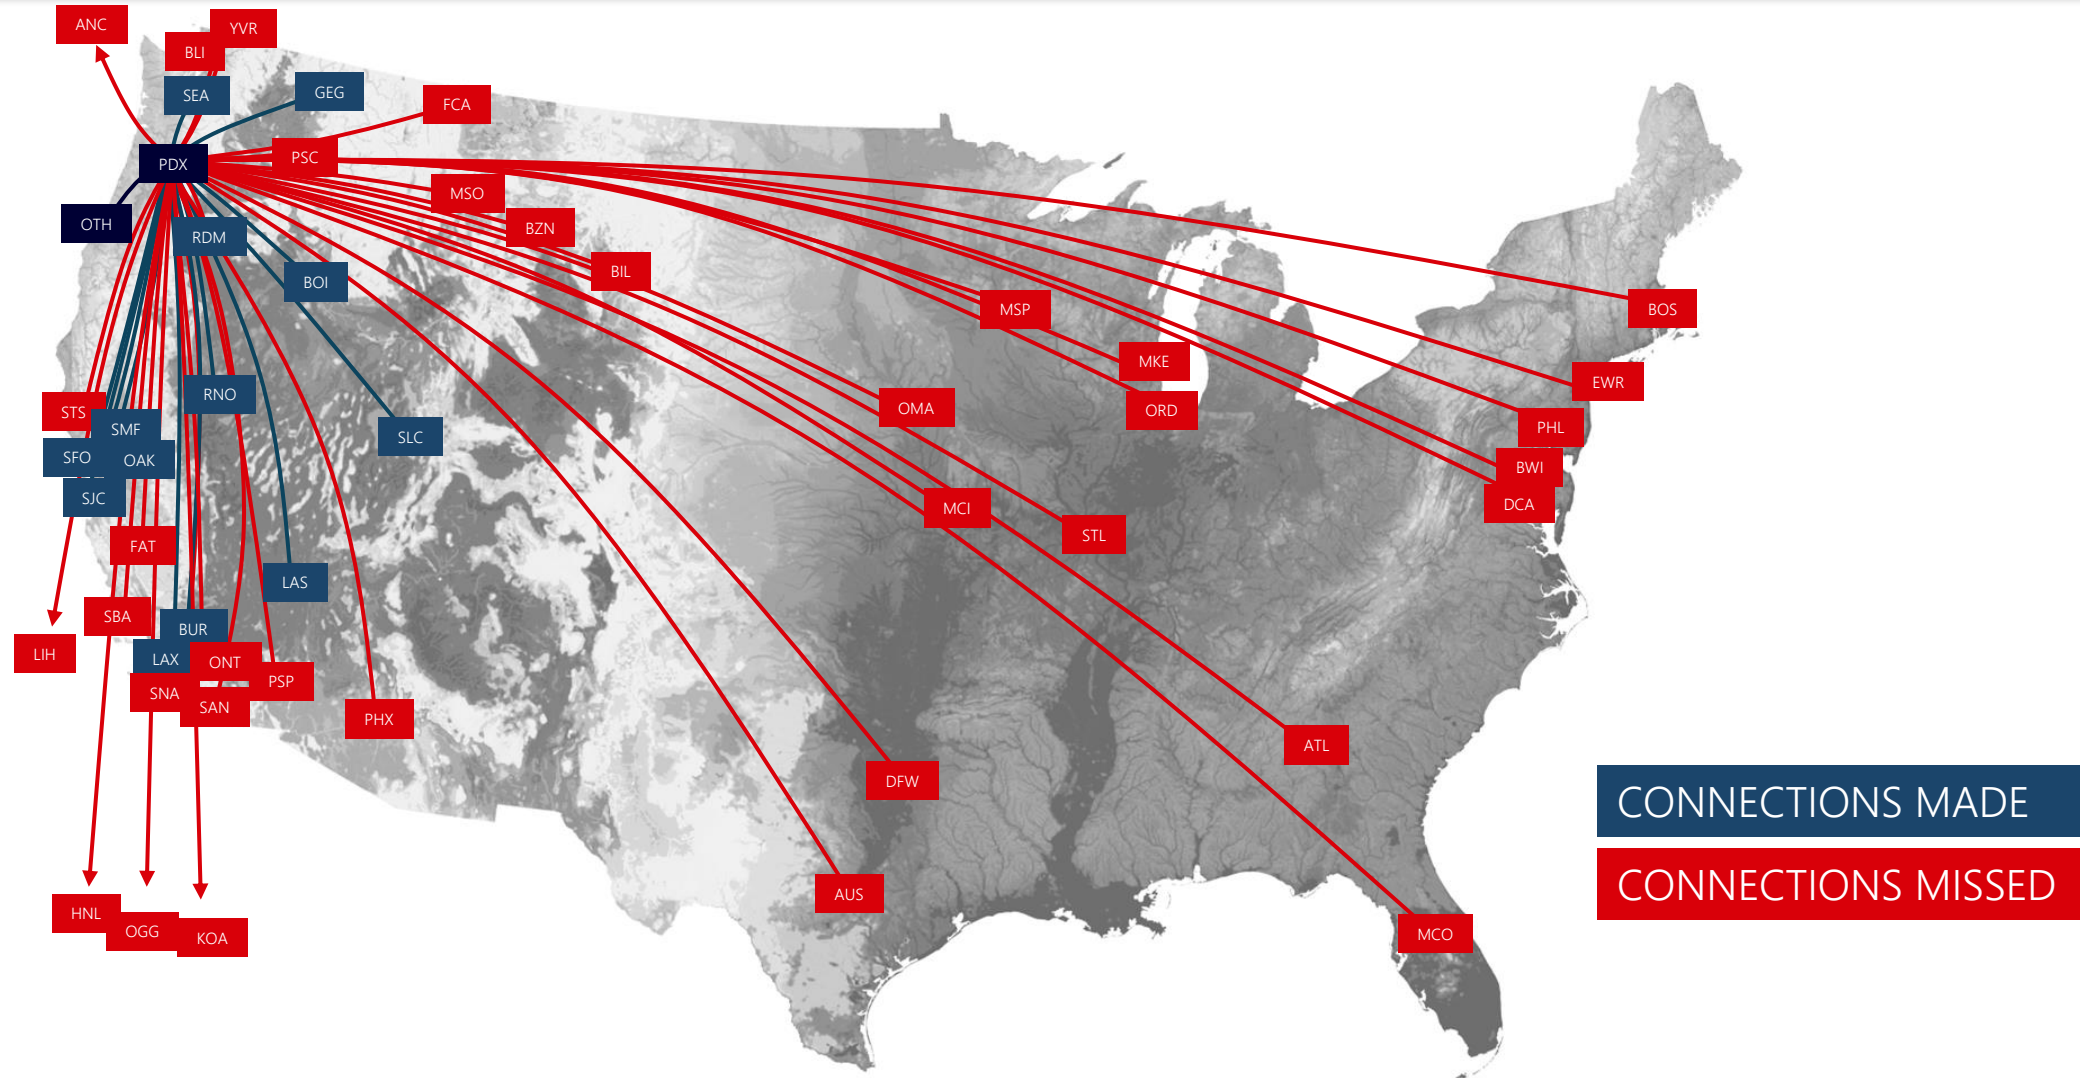 ANC
YVR
BLI
SEA
GEG
FCA
PDX
PSC
MSO
OTH
RDM
BZN
BIL
BOI
MSP
BOS
MKE
EWR
RNO
OMA
ORD
STS
SMF
PHL
SLC
SFO
OAK
BWI
SJC
MCI
DCA
STL
FAT
LAS
SBA
BUR
LIH
LAX
ONT
PSP
SNA
SAN
PHX
ATL
DFW
CONNECTIONS MADE
CONNECTIONS MISSED
AUS
HNL
OGG
KOA
MCO